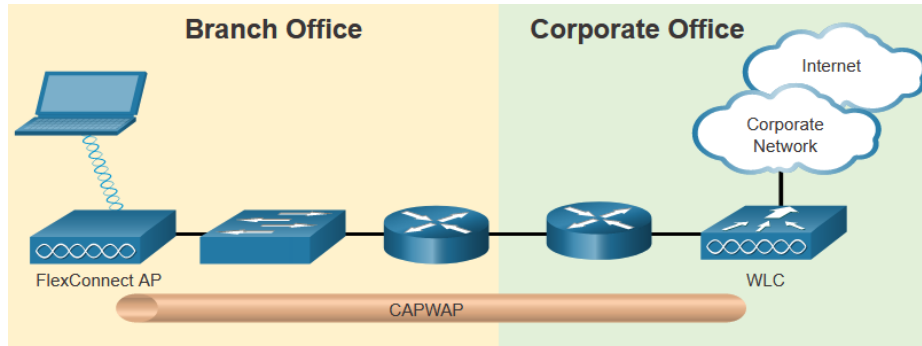 Branch Office
Corporate Office
Internet
Corporate
Network
FlexConnect AP
WLC
CAPWAP